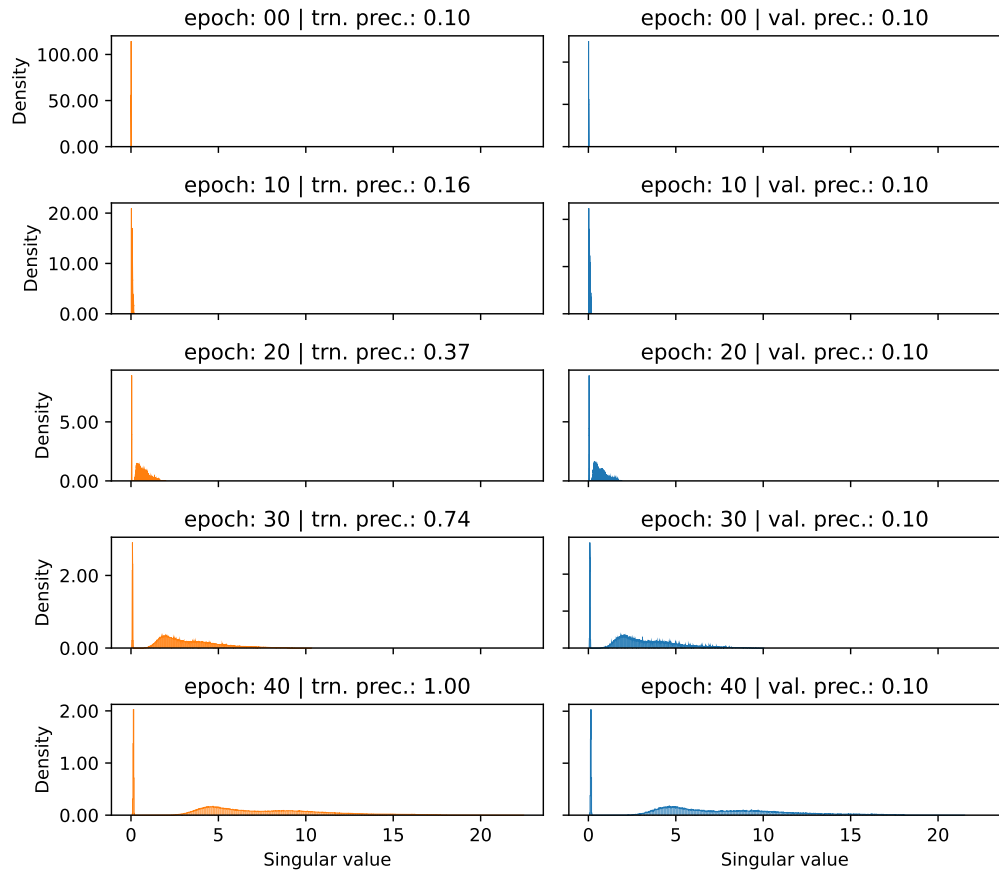 epoch: 00 | trn. prec.: 0.10
epoch: 00 | val. prec.: 0.10
100.00
50.00
0.00
Density
epoch: 10 | trn. prec.: 0.16
epoch: 10 | val. prec.: 0.10
20.00
10.00
0.00
Density
epoch: 20 | trn. prec.: 0.37
epoch: 20 | val. prec.: 0.10
5.00
0.00
Density
epoch: 30 | trn. prec.: 0.74
epoch: 30 | val. prec.: 0.10
2.00
0.00
Density
epoch: 40 | trn. prec.: 1.00
epoch: 40 | val. prec.: 0.10
2.00
1.00
0.00
Density
0 5 10 15 20
0 5 10 15 20
Singular value
Singular value